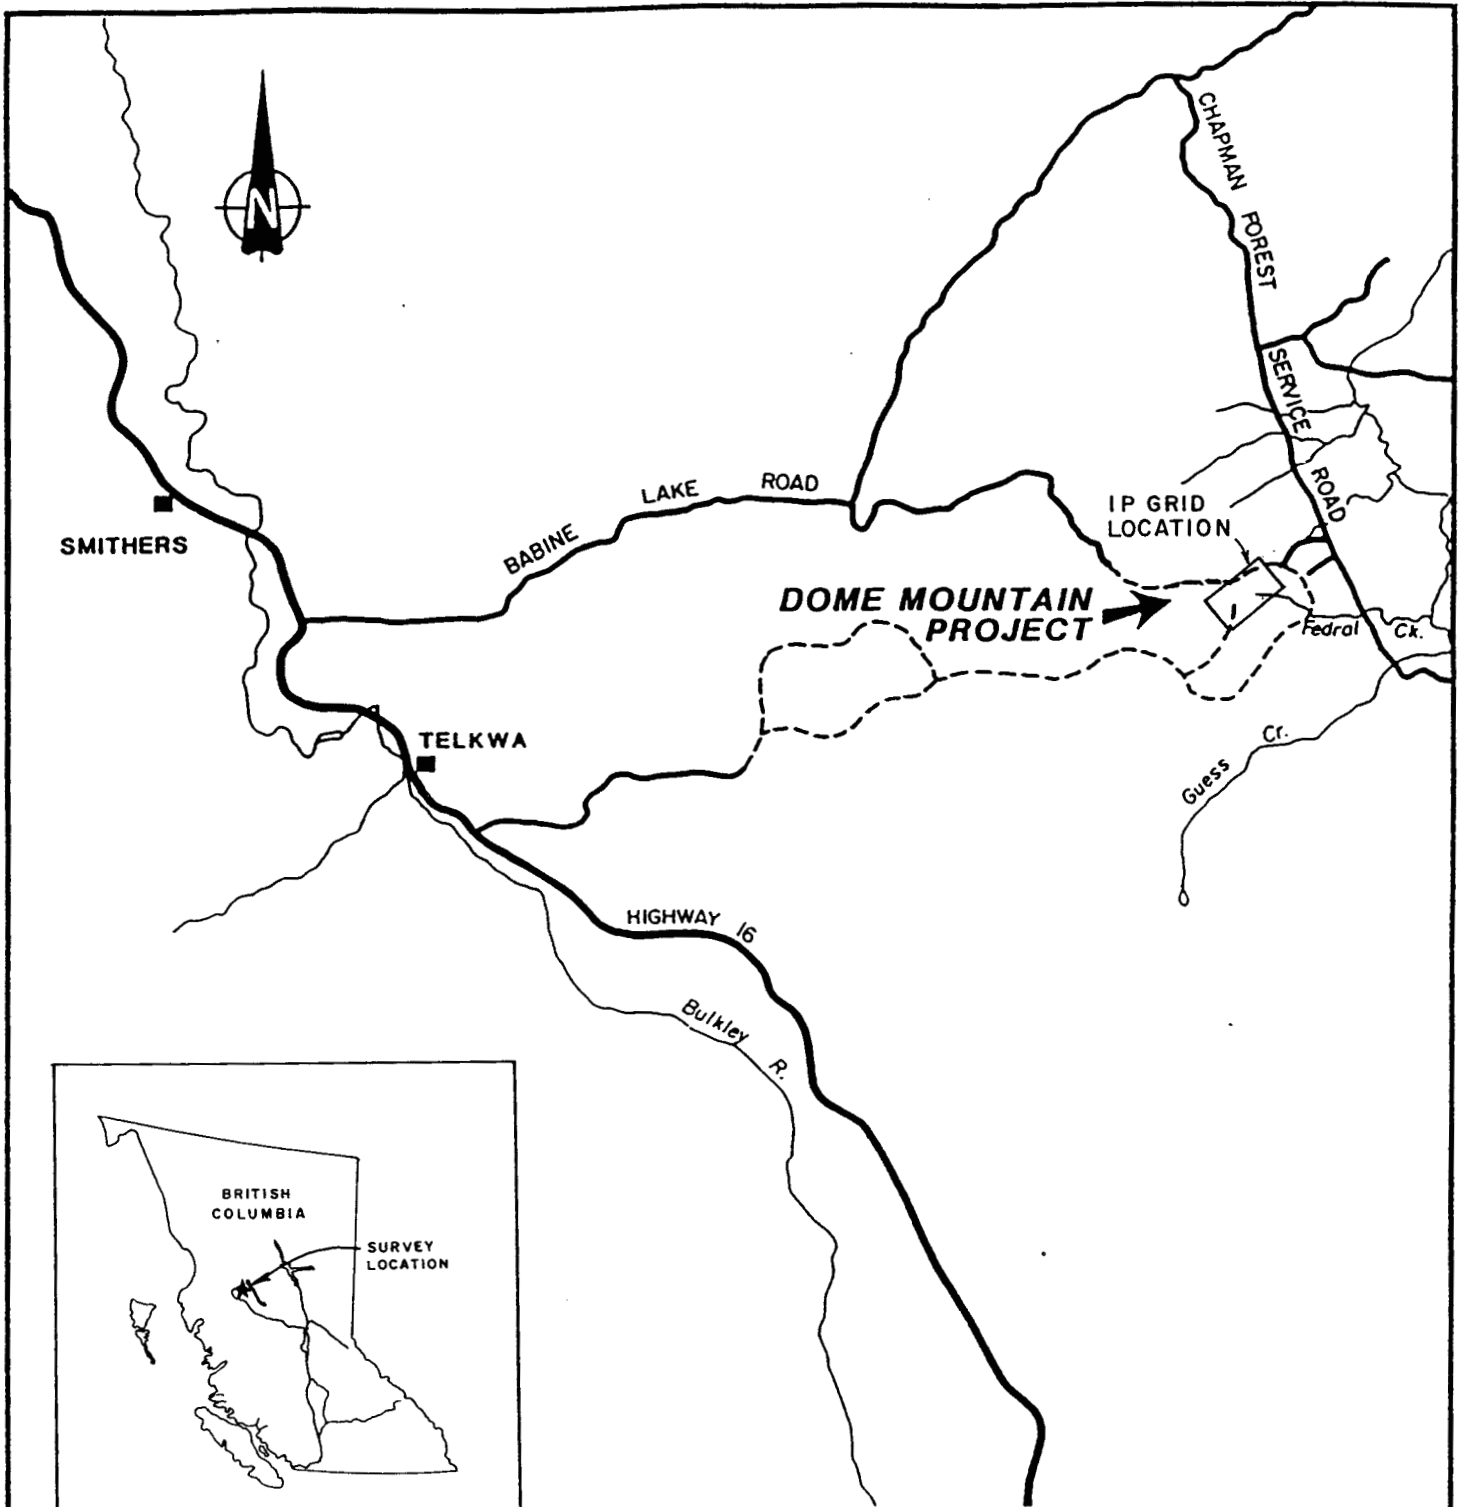 N
CHAPMAN FOREST SERVICE ROAD
SMITHERS
BABINE LAKE ROAD
IP GRID
LOCATION
DOME MOUNTAIN
PROJECT
Fedral Ck.
TELKWA
Guess Cr.
HIGHWAY 16
Bulkley R.
BRITISH
COLUMBIA
SURVEY
LOCATION